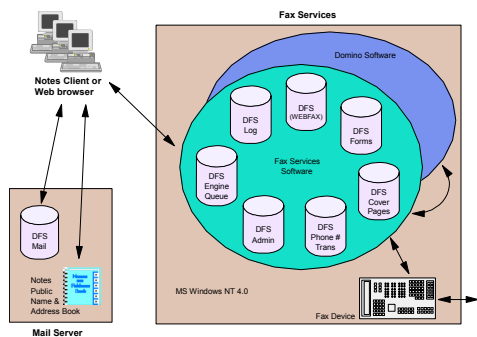 Fax Services
Notes Client or
Web browser
Domino Software
DFS
Log
DFS
(WEBFAX)
DFS
Forms
DFS
Engine
Queue
Fax Services
Software
DFS
Cover
Pages
DFS
Admin
DFS
Phone #
Trans
MS Windows NT 4.0
Fax Device
DFS
Mail
Notes
Public
Name &
Address Book
Mail Server